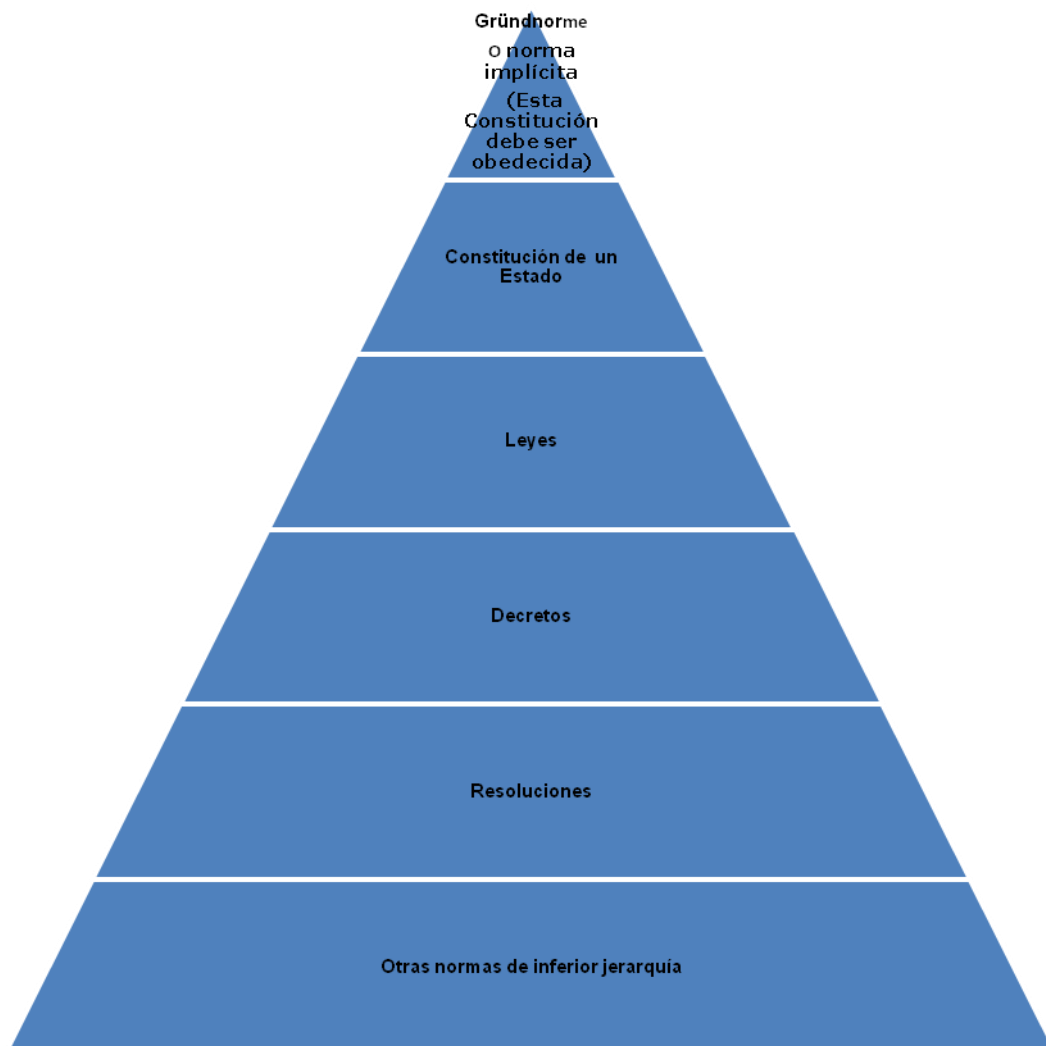 Gründnorme
O norma
implícita
(Esta
Constitución
debe ser
obedecida)
Constitución de un
Estado
Leyes
Decretos
Resoluciones
Otras normas de inferior jerarquía